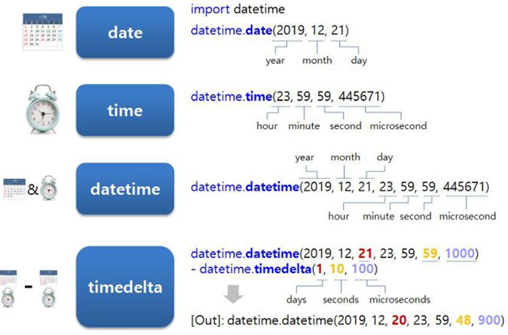 import datetime
date
datetime.date(2019, 12, 21)
year month day
time
datetime.time(23, 59, 59, 445671)
hour minute second microsecond
year month day
&
datetime
datetime.datetime(2019, 12, 21, 23, 59, 59, 445671)
hour minute second microsecond
datetime.datetime(2019, 12, 21, 23, 59, 59, 1000)
-
timedelta
- datetime.timedelta(1, 10, 100)
days seconds microseconds
[Out]: datetime.datetime(2019, 12, 20, 23, 59, 48, 900)